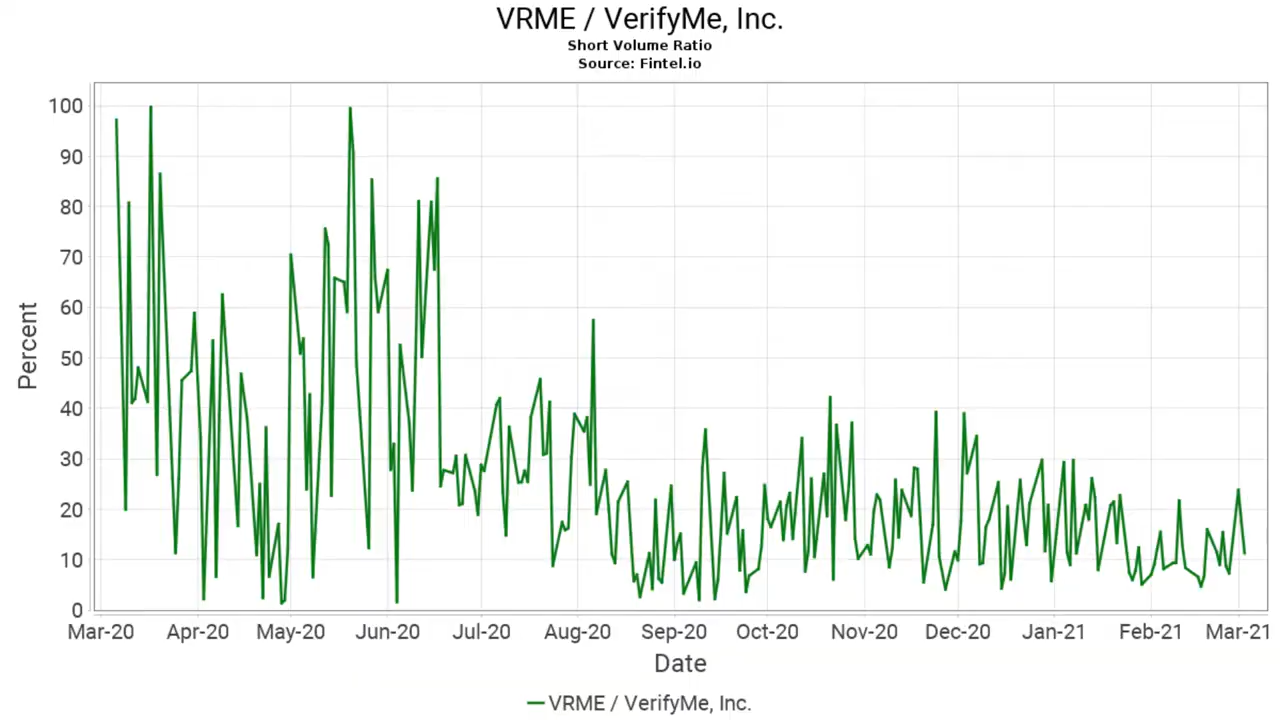 VRME / VerifyMe, Inc.
Short Volume Ratio
Source: Fintel.io
100
90
80
70
60
50
40
30
20
10
0
Percent
Mar-20 Apr-20 May-20 Jun-20 Jul-20 Aug-20 Sep-20 Oct-20 Nov-20 Dec-20 Jan-21 Feb-21 Mar-21
Date
VRME / VerifyMe, Inc.